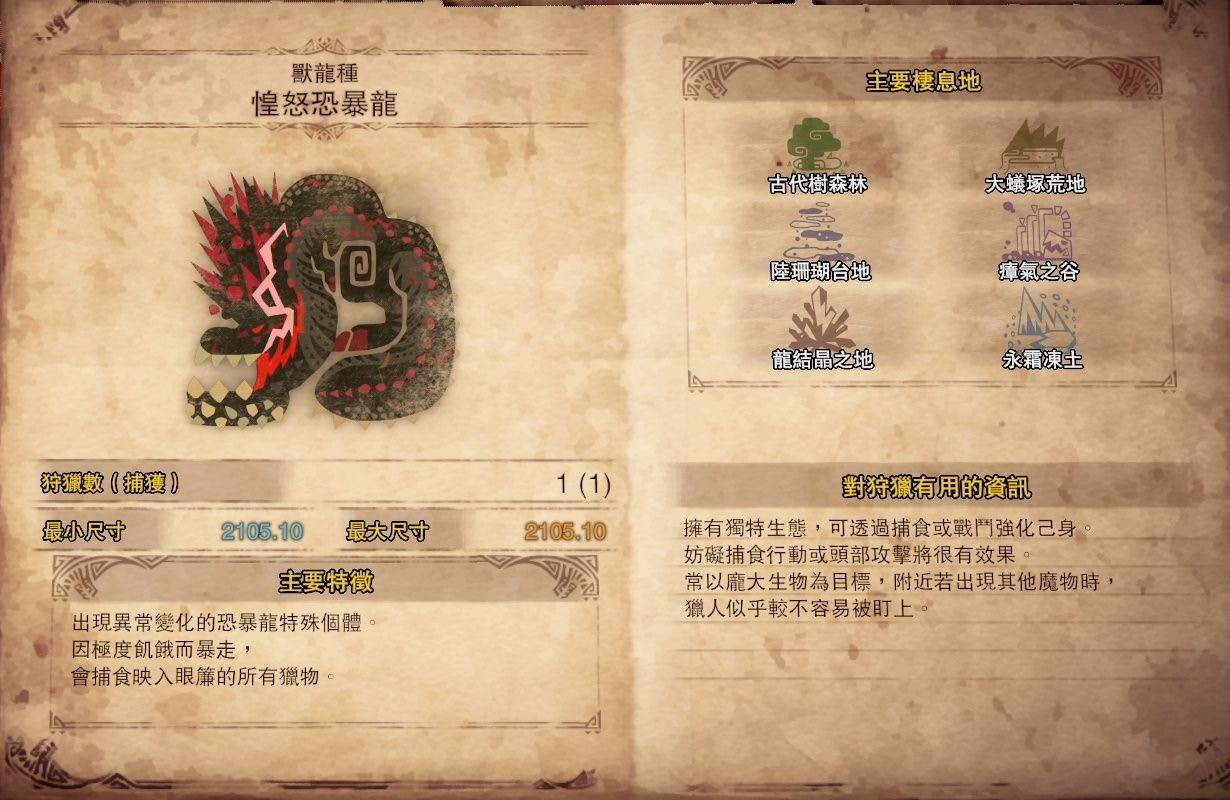 獸龍種
惶怒恐暴龍
狩獵數（捕獲） 1 (1)
最小尺寸 2105.10 最大尺寸 2105.10
主要特徵
出現異常變化的恐暴龍特殊個體。
因極度飢餓而暴走，
會捕食映入眼簾的所有獵物。
主要棲息地
古代樹森林 大蟻塚荒地
陸珊瑚台地 瘴氣之谷
龍結晶之地 永霜凍土
對狩獵有用的資訊
擁有獨特生態，可透過捕食或戰鬥強化己身。
妨礙捕食行動或頭部攻擊將很有效果。
常以龐大生物為目標，附近若出現其他魔物時，
獵人似乎較不容易被盯上。